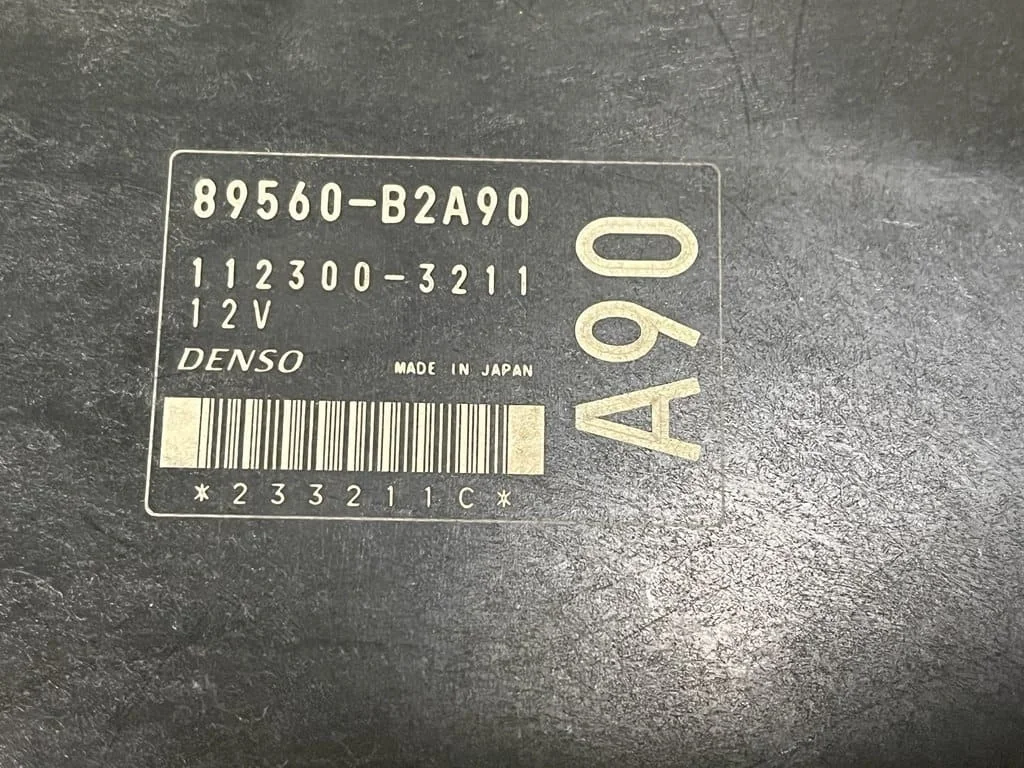 89560-B2A90
112300-3211
12V
DENSO MADE IN JAPAN
*233211C*
A90